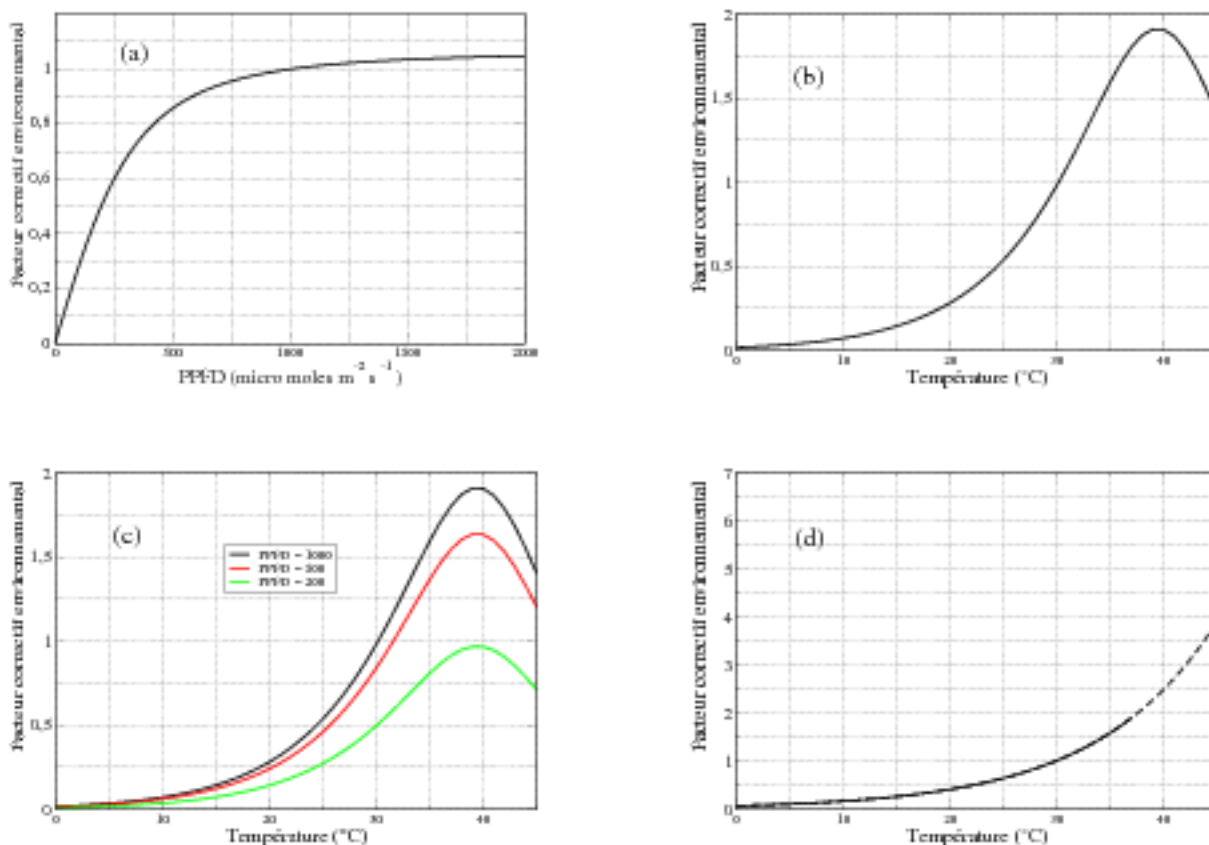 (a)
Facteur correctif environnemental
1
0,8
0,6
0,4
0,2
0
0 500 1000 1500 2000
PPFD (micro moles m-2 s-1)
(b)
Facteur correctif environnemental
2
1,5
1
0,5
0
0 10 20 30 40
Température (°C)
(c)
Facteur correctif environnemental
2
1,5
1
0,5
0
PPFD = 1000
PPFD = 500
PPFD = 200
0 10 20 30 40
Température (°C)
(d)
Facteur correctif environnemental
7
6
5
4
3
2
1
0
0 10 20 30 40
Température (°C)